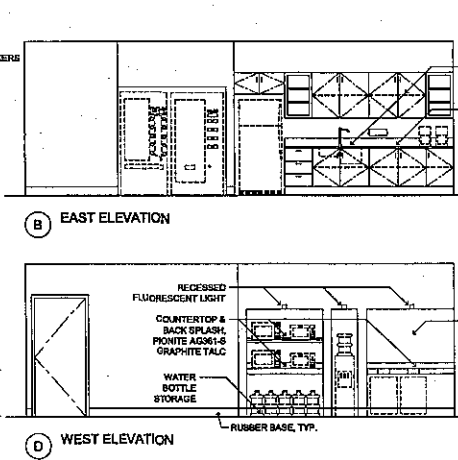 B EAST ELEVATION
RECESSED
FLUORESCENT LIGHT
COUNTERTOP &
BACK SPLASH,
PIONITE AG361-S
GRAPHITE TALC
WATER
BOTTLE
STORAGE
RUBBER BASE, TYP.
D WEST ELEVATION